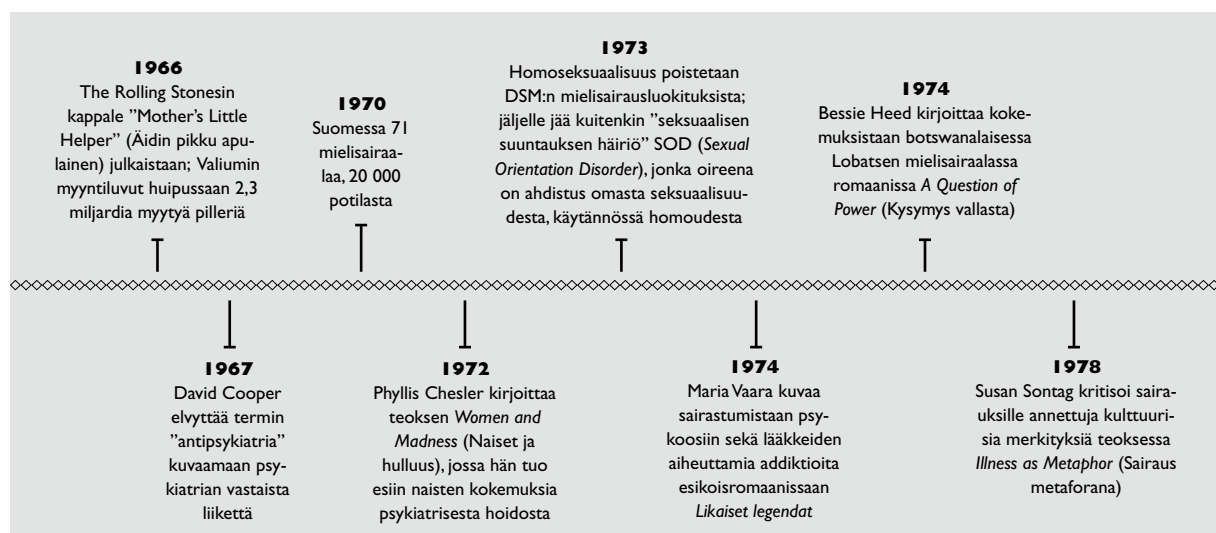 1966
The Rolling Stonesin
kappale ”Mother’s Little
Helper” (Äidin pikku apu-
lainen) julkaistaan; Valiumin
myyntiluvut huipussaan 2,3
miljardia myytyä pilleriä
1970
Suomessa 71
mielisairaa-
laa, 20 000
potilasta
1973
Homoseksuaalisuus poistetaan
DSM:n mielisairausluokituksista;
jäljelle jää kuitenkin ”seksuaalisen
suuntauksen häiriö” SOD (Sexual
Orientation Disorder), jonka oireena
on ahdistus omasta seksuaalisuu-
desta, käytännössä homoudesta
1974
Bessie Heed kirjoittaa koke-
muksistaan botswanalaisessa
Lobatsen mielisairaalassa
romaanissa A Question of
Power (Kysymys vallasta)
1967
David Cooper
elvyttää termin
”antipsykiatria”
kuvaamaan psy-
kiatrian vastaista
liikettä
1972
Phyllis Chesler kirjoittaa
teoksen Women and
Madness (Naiset ja
hulluus), jossa hän tuo
esiin naisten kokemuksia
psykiatrisesta hoidosta
1974
Maria Vaara kuvaa
sairastumistaan psy-
koosiin sekä lääkkeiden
aiheuttamia addiktioita
esikoisromaanissaan
Likaiset legendat
1978
Susan Sontag kritisoi saira-
uksille annettuja kulttuuri-
sia merkityksiä teoksessa
Illness as Metaphor (Sairaus
metaforana)